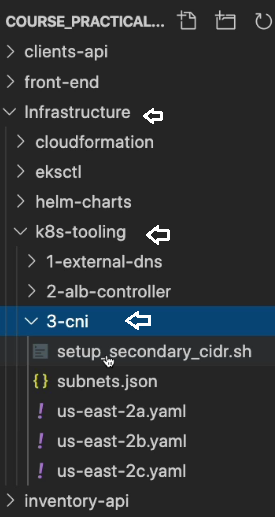 COURSE_PRACTICAL...
clients-api
front-end
Infrastructure
cloudformation
eksctl
helm-charts
k8s-tooling
1-external-dns
2-alb-controller
3-cni
setup_secondary_cidr.sh
{} subnets.json
! us-east-2a.yaml
! us-east-2b.yaml
! us-east-2c.yaml
inventory-api